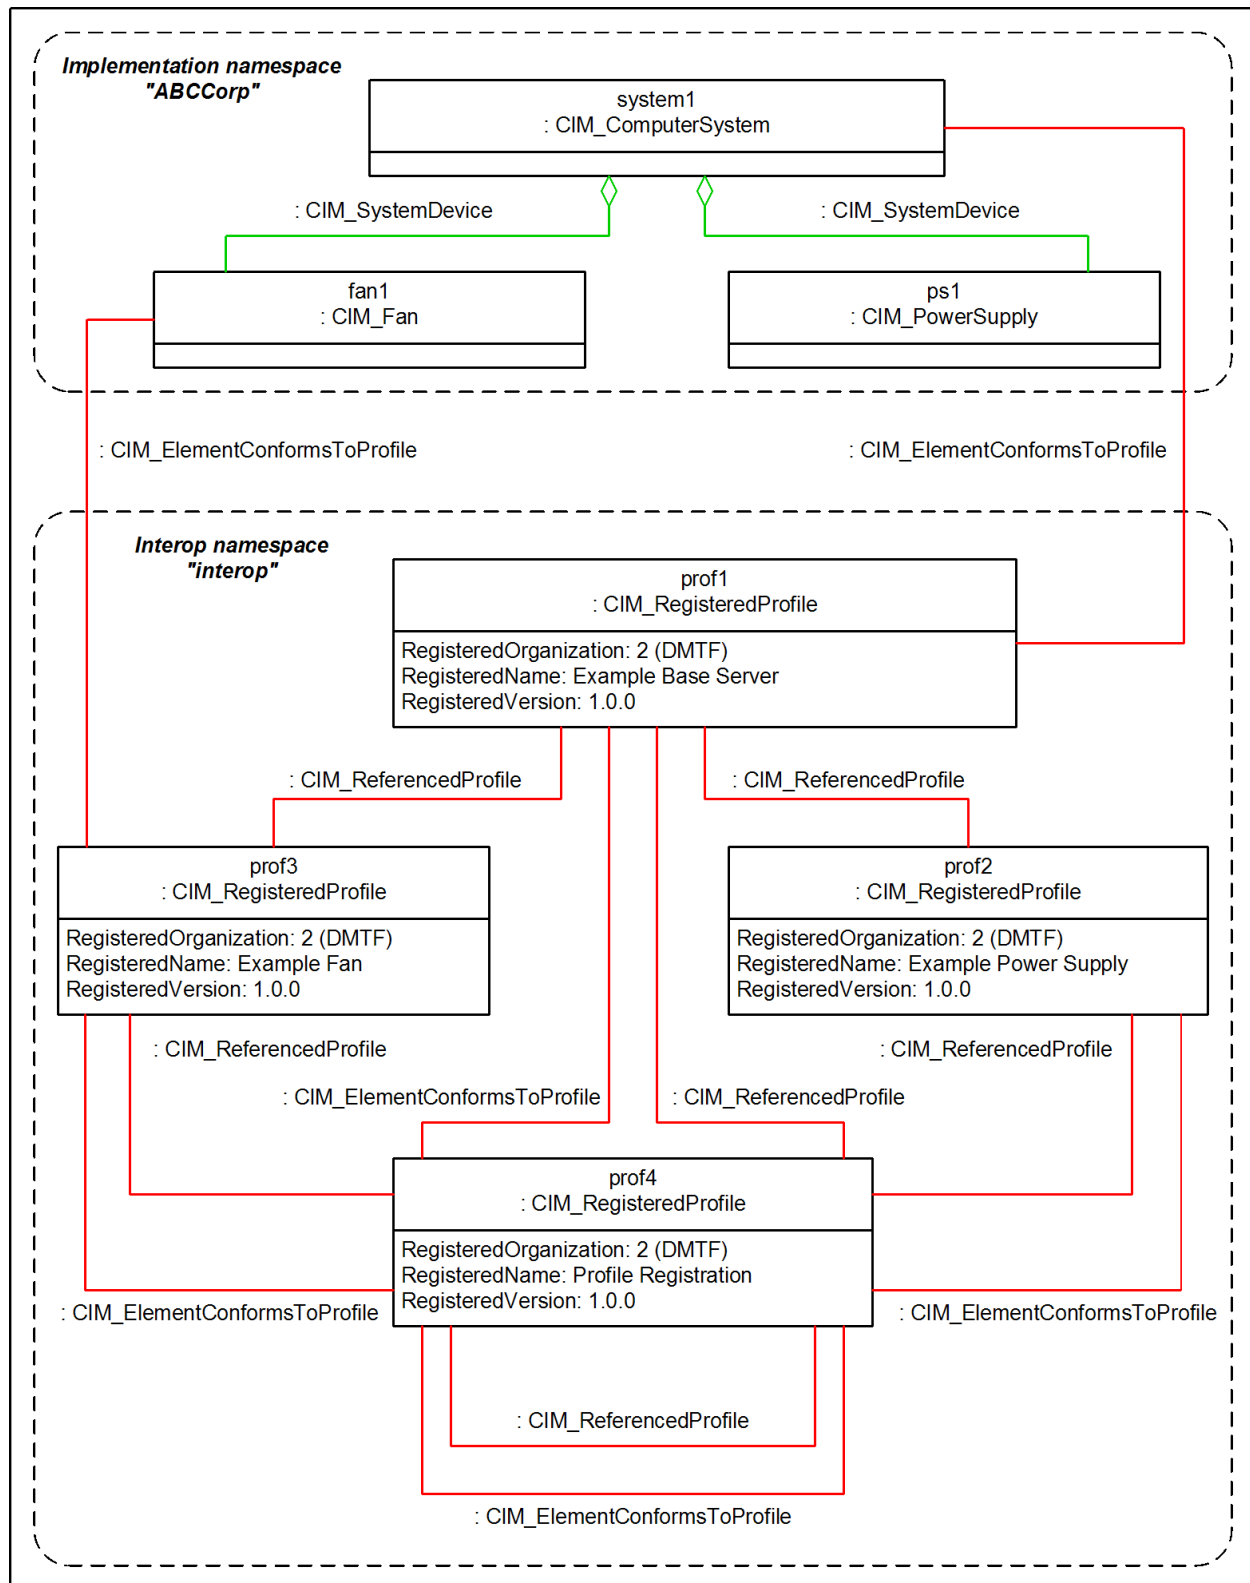 Implementation namespace
"ABCCorp"
system1
: CIM_ComputerSystem
: CIM_SystemDevice
: CIM_SystemDevice
fan1
: CIM_Fan
ps1
: CIM_PowerSupply
: CIM_ElementConformsToProfile
: CIM_ElementConformsToProfile
Interop namespace
"interop"
prof1
: CIM_RegisteredProfile
RegisteredOrganization: 2 (DMTF)
RegisteredName: Example Base Server
RegisteredVersion: 1.0.0
: CIM_ReferencedProfile
: CIM_ReferencedProfile
prof3
: CIM_RegisteredProfile
RegisteredOrganization: 2 (DMTF)
RegisteredName: Example Fan
RegisteredVersion: 1.0.0
prof2
: CIM_RegisteredProfile
RegisteredOrganization: 2 (DMTF)
RegisteredName: Example Power Supply
RegisteredVersion: 1.0.0
: CIM_ReferencedProfile
: CIM_ReferencedProfile
: CIM_ElementConformsToProfile
: CIM_ReferencedProfile
prof4
: CIM_RegisteredProfile
RegisteredOrganization: 2 (DMTF)
RegisteredName: Profile Registration
RegisteredVersion: 1.0.0
: CIM_ElementConformsToProfile
: CIM_ElementConformsToProfile
: CIM_ReferencedProfile
: CIM_ElementConformsToProfile